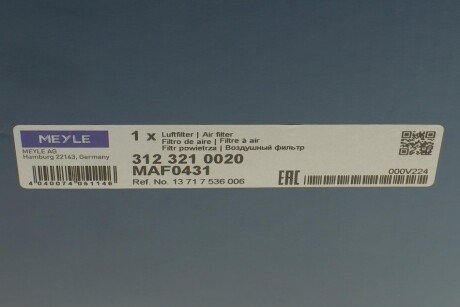 MEYLE
MEYLE AG
Hamburg 22163, Germany
4 040074 061146
1 x
Luftfilter | Air filter
Filtro de aire | Filtre à air
Filtr powietrza | Воздушный фильтр
312 321 0020
MAF0431
Ref. No. 13 71 7 536 006
EAC
000V224